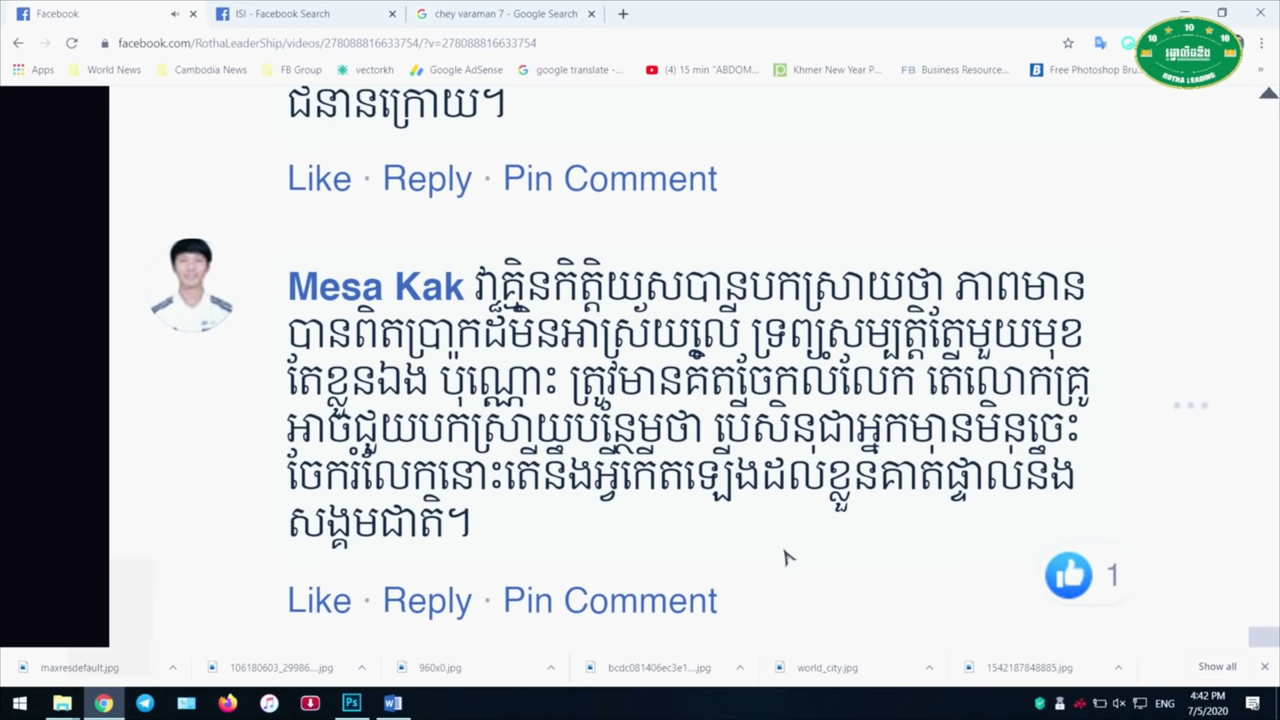 Facebook
ISI - Facebook Search
chey varaman 7 - Google Search
facebook.com/RothaLeaderShip/videos/278088816633754/?v=278088816633754
Apps
World News
Cambodia News
FB Group
vectorkh
Google AdSense
google translate -...
(4) 15 min "ABDOM...
Khmer New Year P...
FB Business Resource...
Free Photoshop Bru...
10 10 10
ROTHA LEADING
ជំនាន់ក្រោយ។
Like · Reply · Pin Comment
Mesa Kak វាគ្មិនកិត្តិយសបានបកស្រាយថា ភាពមាន
បានពិតប្រាកដ៏មិនអាស្រ័យលើ ទ្រព្យសម្បត្តិតែមួយមុខ
តែខ្លួនឯង ប៉ុណ្ណោះ ត្រូវមានគំិតចែកលំលែក តើលោកគ្រូ
អាចជួយបកស្រាយបន្ថែមថា បើសិនជាអ្នកមានមិនចេះ
ចែករំលែកនោះតើនឹងអ្វីកើតឡើងដល់ខ្លួនគាត់ផ្ទាល់នឹង
សង្គមជាតិ។
1
Like · Reply · Pin Comment
maxresdefault.jpg
106180603_29986....jpg
960x0.jpg
bcdc081406ec3e1....jpg
world_city.jpg
1542187848885.jpg
Show all
ENG
4:42 PM
7/5/2020